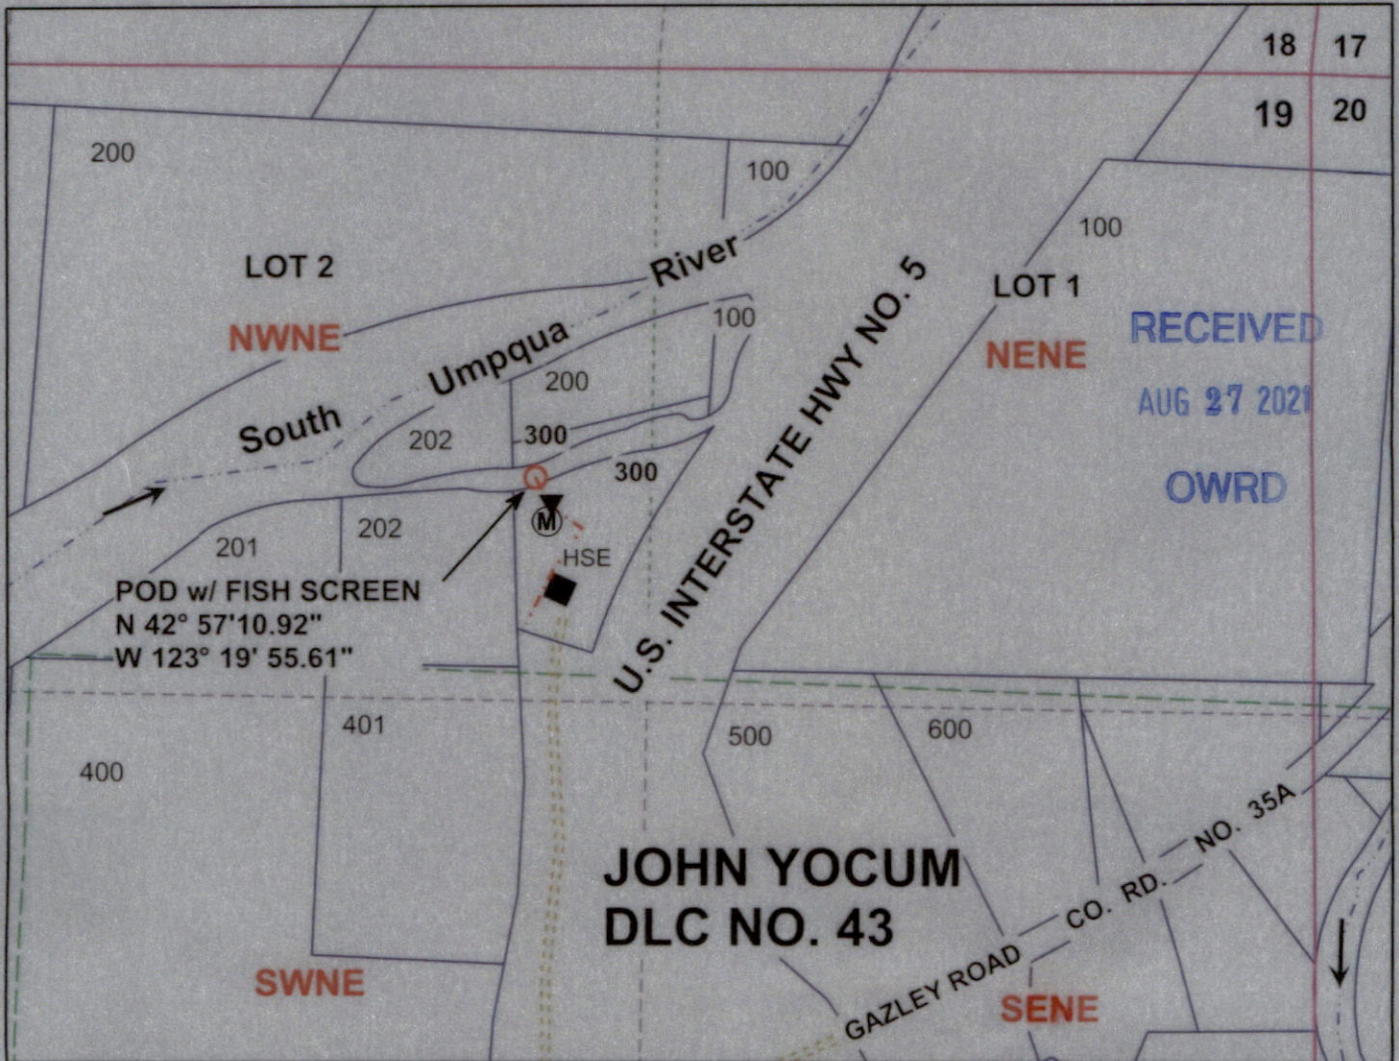 18 17
19 20
200
100
100
LOT 2
LOT 1
NWNE
NENE
River
Umpqua
South
100
200
202
300
300
RECEIVED
AUG 27 2021
OWRD
U.S. INTERSTATE HWY NO. 5
M
HSE
201
202
POD w/ FISH SCREEN
N 42° 57'10.92"
W 123° 19' 55.61"
401
400
500
600
JOHN YOCUM
DLC NO. 43
GAZLEY ROAD CO. RD. NO. 35A
SWNE
SENE